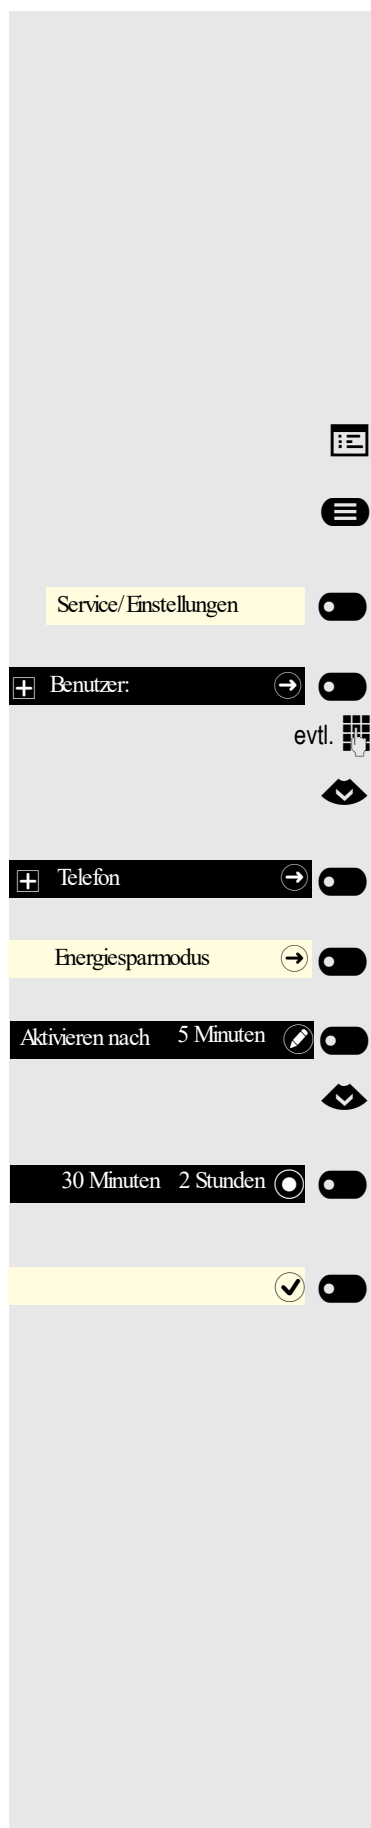 Service/Einstellungen
Benutzer:
evtl.
Telefon
Energiesparmodus
Aktivieren nach 5 Minuten
30 Minuten 2 Stunden